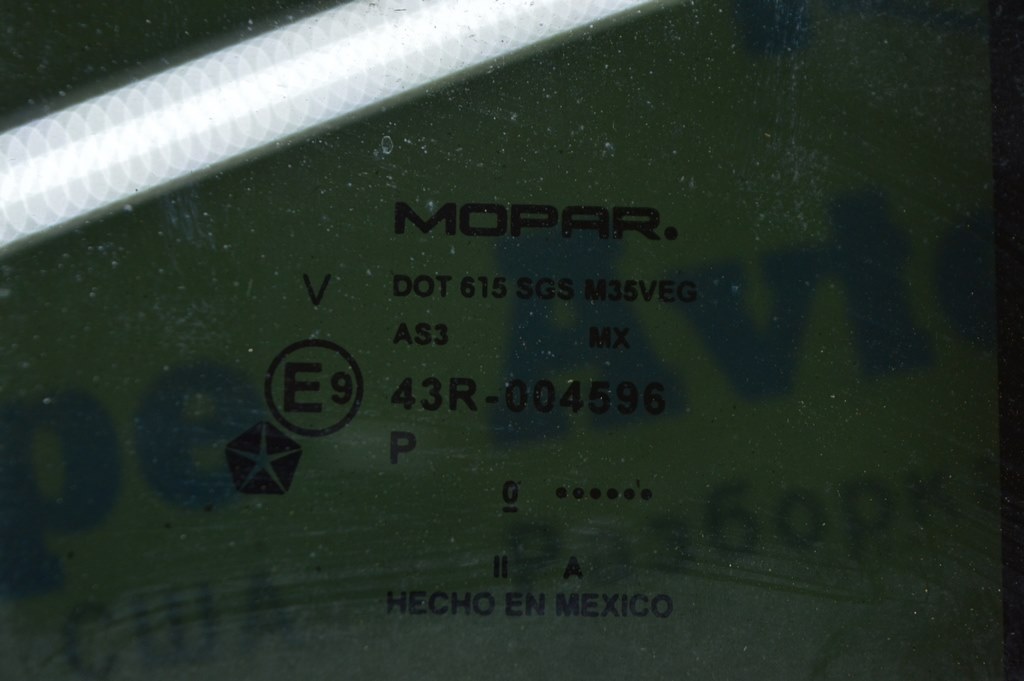 MOPAR.
V DOT 615 SGS M35VEG
AS3 MX
E9 43R-004596
P
0 ••••••
II A
HECHO EN MEXICO